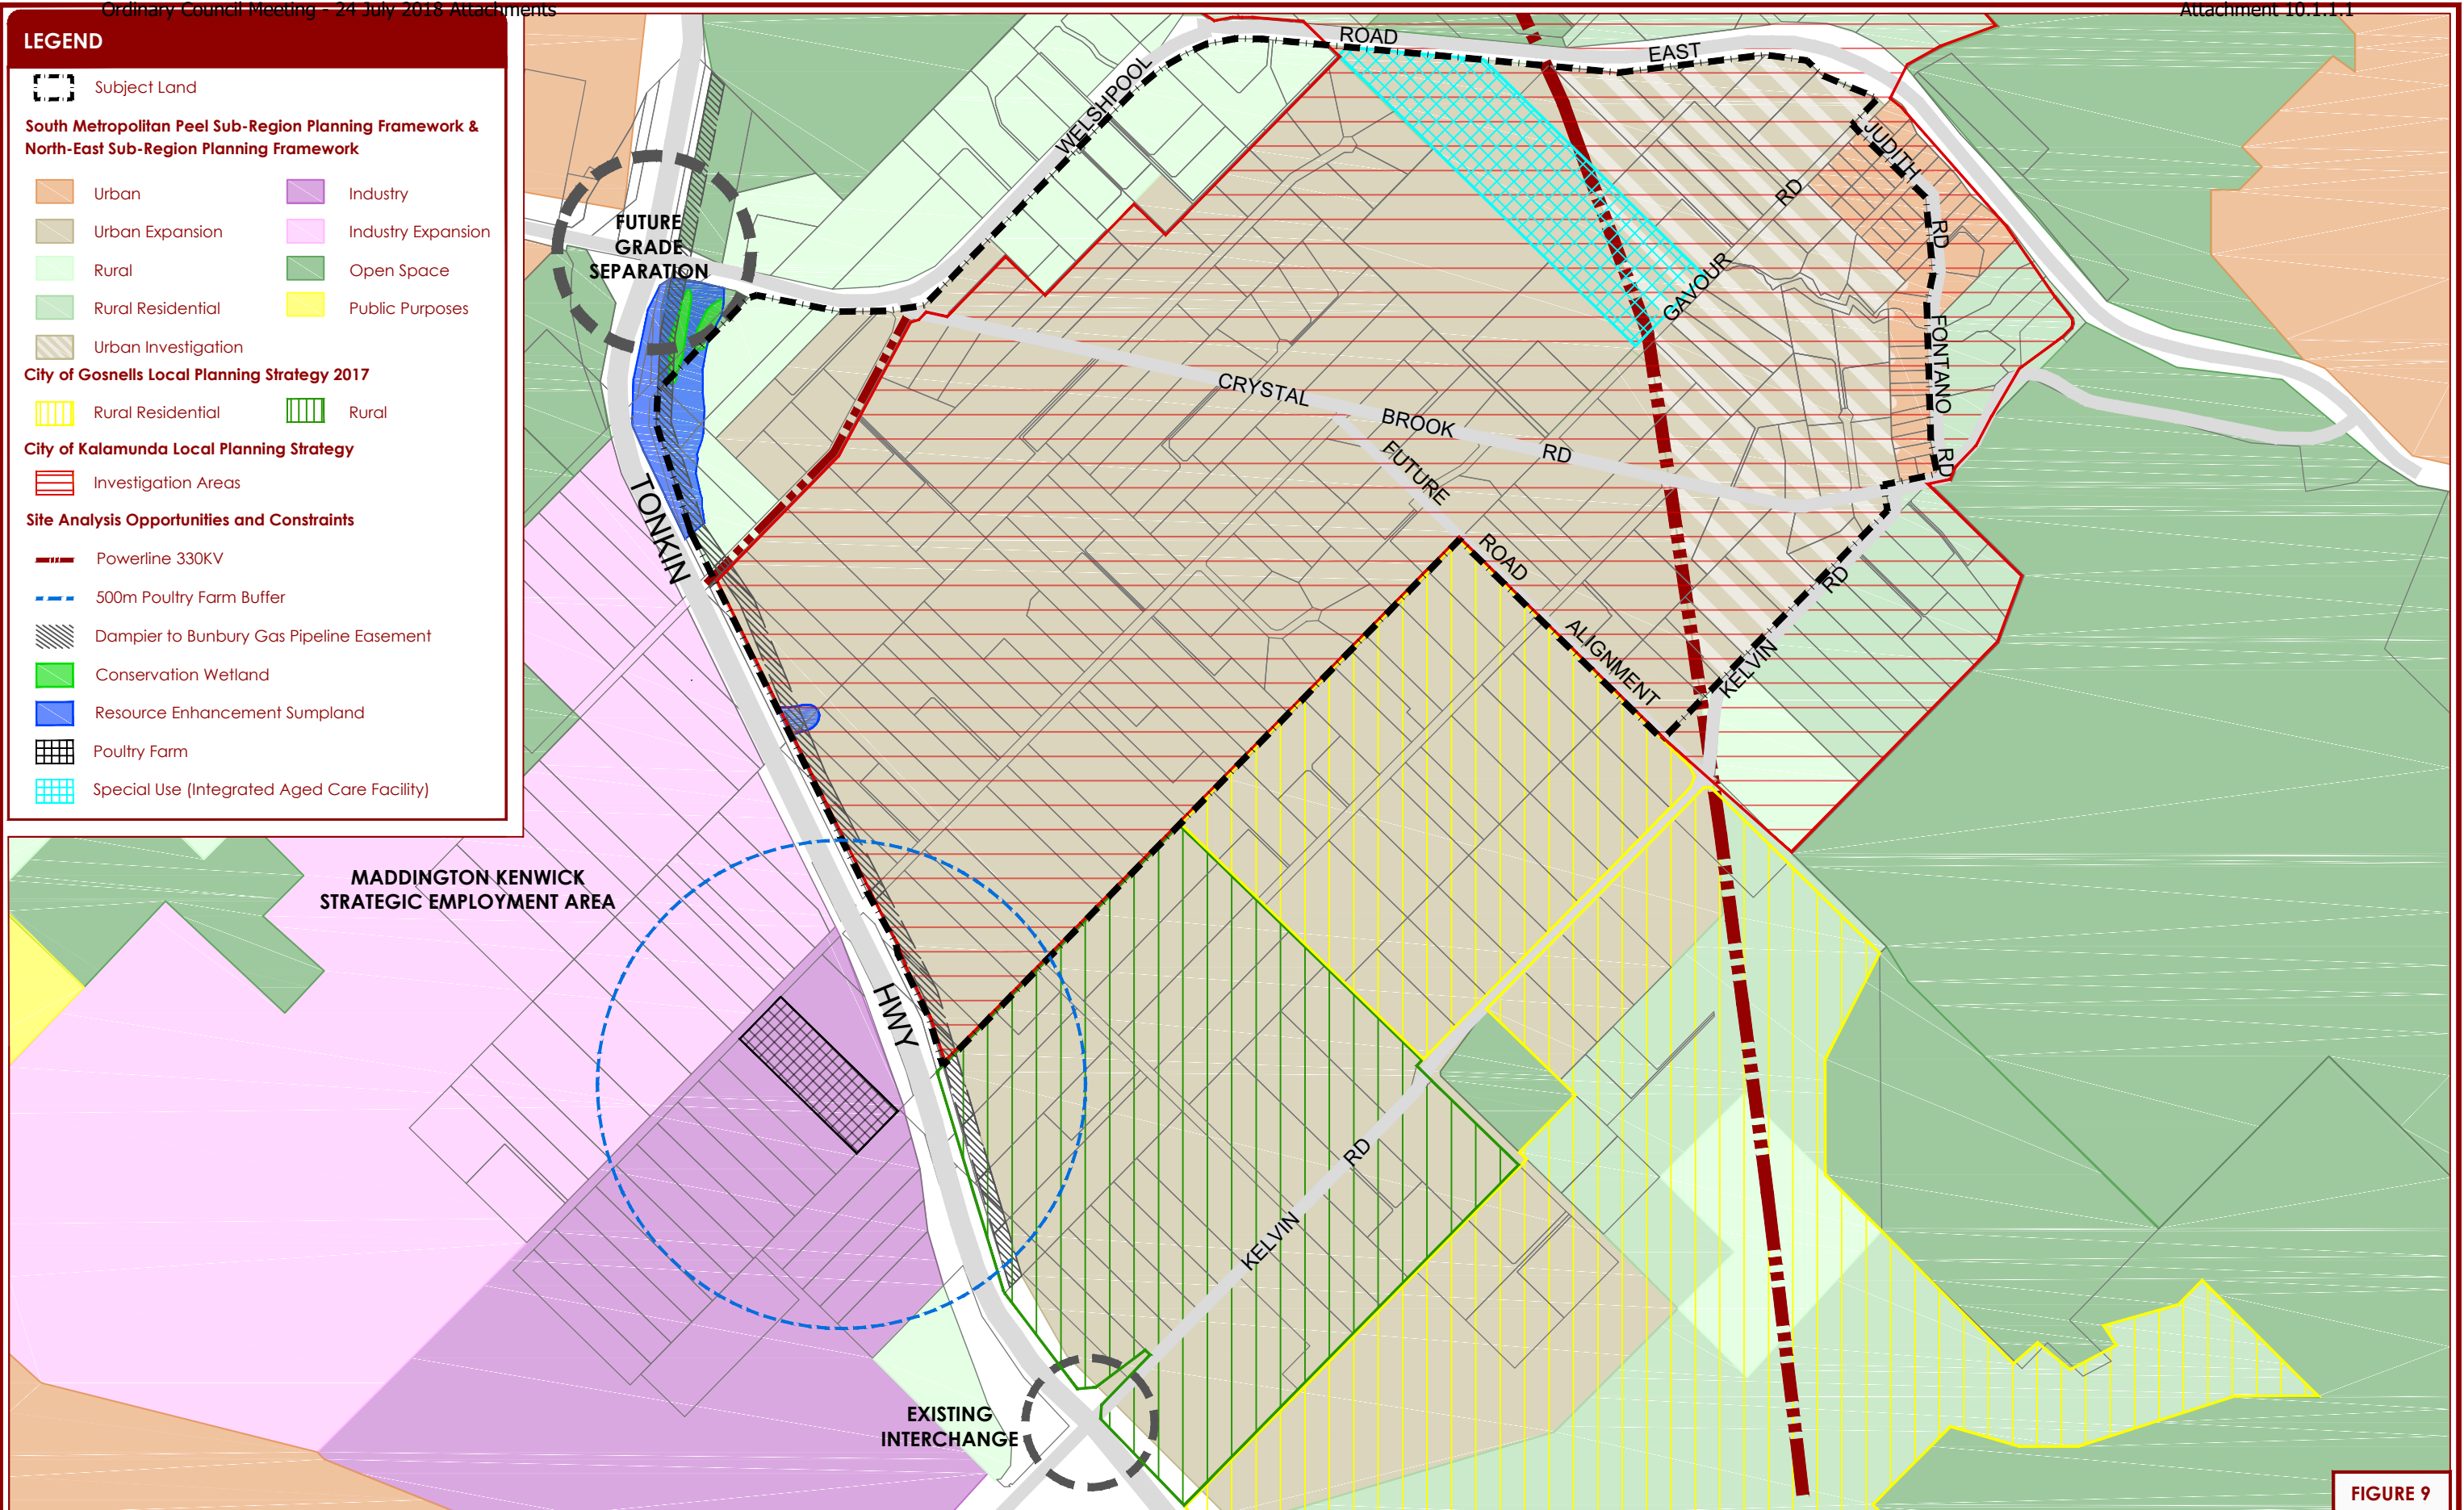 Ordinary Council Meeting - 24 July 2018 Attachments
Attachment 10.1.1.1
LEGEND
Subject Land
South Metropolitan Peel Sub-Region Planning Framework &
North-East Sub-Region Planning Framework
Urban
Industry
Urban Expansion
Industry Expansion
Rural
Open Space
Rural Residential
Public Purposes
Urban Investigation
City of Gosnells Local Planning Strategy 2017
Rural Residential
Rural
City of Kalamunda Local Planning Strategy
Investigation Areas
Site Analysis Opportunities and Constraints
Powerline 330KV
500m Poultry Farm Buffer
Dampier to Bunbury Gas Pipeline Easement
Conservation Wetland
Resource Enhancement Sumpland
Poultry Farm
Special Use (Integrated Aged Care Facility)
WELSHPOOL
ROAD
EAST
JUDITH
RD
FONTANO
RD
GAVOUR
RD
FUTURE
GRADE
SEPARATION
CRYSTAL
BROOK
RD
FUTURE
ROAD
ALIGNMENT
KELVIN
RD
TONKIN
HWY
MADDINGTON KENWICK
STRATEGIC EMPLOYMENT AREA
KELVIN
RD
EXISTING
INTERCHANGE
FIGURE 9